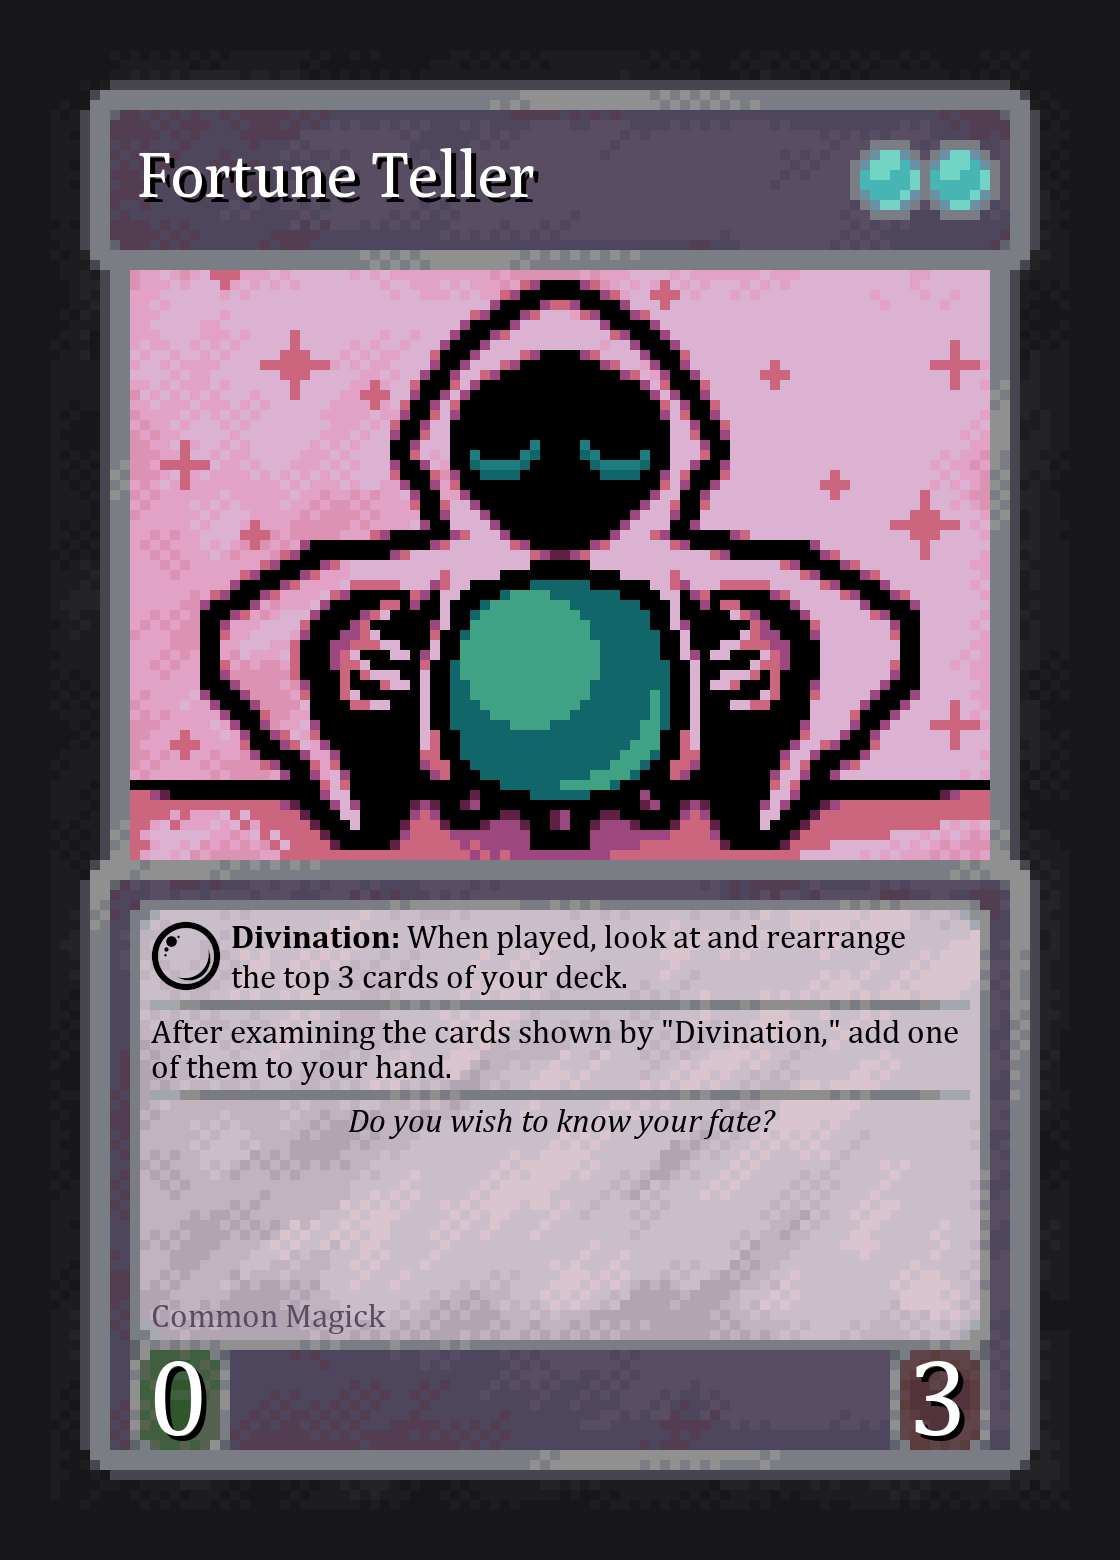 Fortune Teller
Divination: When played, look at and rearrange
the top 3 cards of your deck.
After examining the cards shown by "Divination," add one
of them to your hand.
Do you wish to know your fate?
Common Magick
0
3